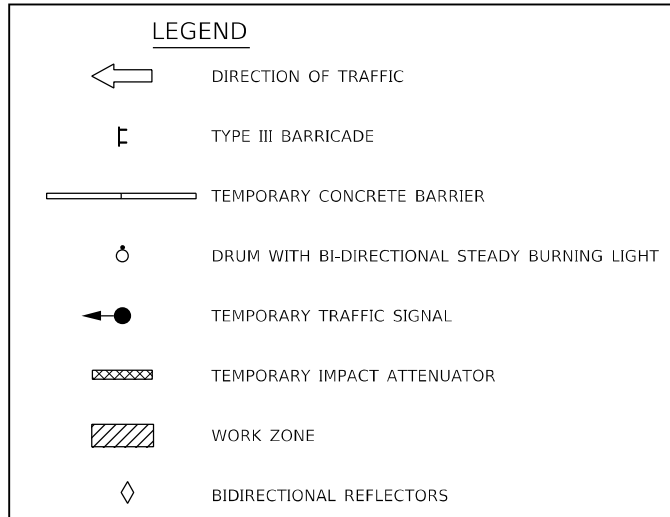 LEGEND
DIRECTION OF TRAFFIC
TYPE III BARRICADE
TEMPORARY CONCRETE BARRIER
DRUM WITH BI-DIRECTIONAL STEADY BURNING LIGHT
TEMPORARY TRAFFIC SIGNAL
TEMPORARY IMPACT ATTENUATOR
WORK ZONE
BIDIRECTIONAL REFLECTORS